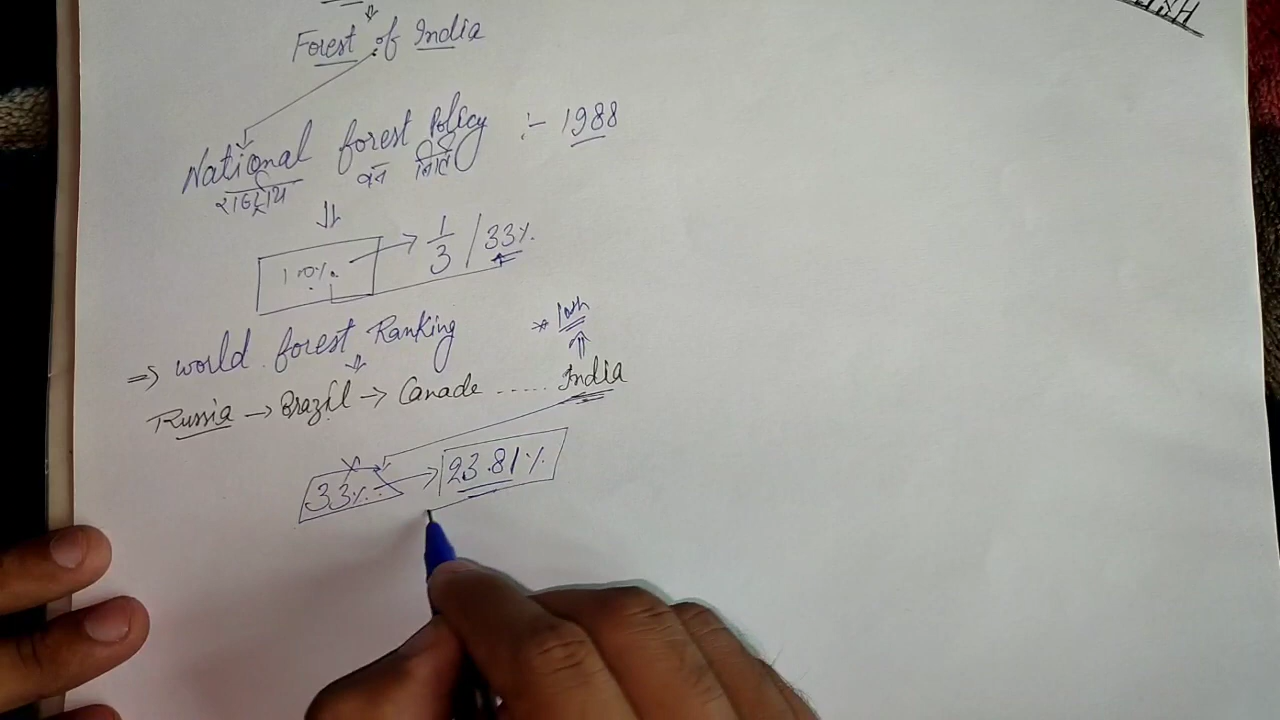 Forest of India
National forest Policy :- 1988
राष्ट्रीय वन निति
100% → 1/3 / 33%
⇒ world forest Ranking * 10th
Russia → Brazil → Canade ...... India
33% → 23.81%